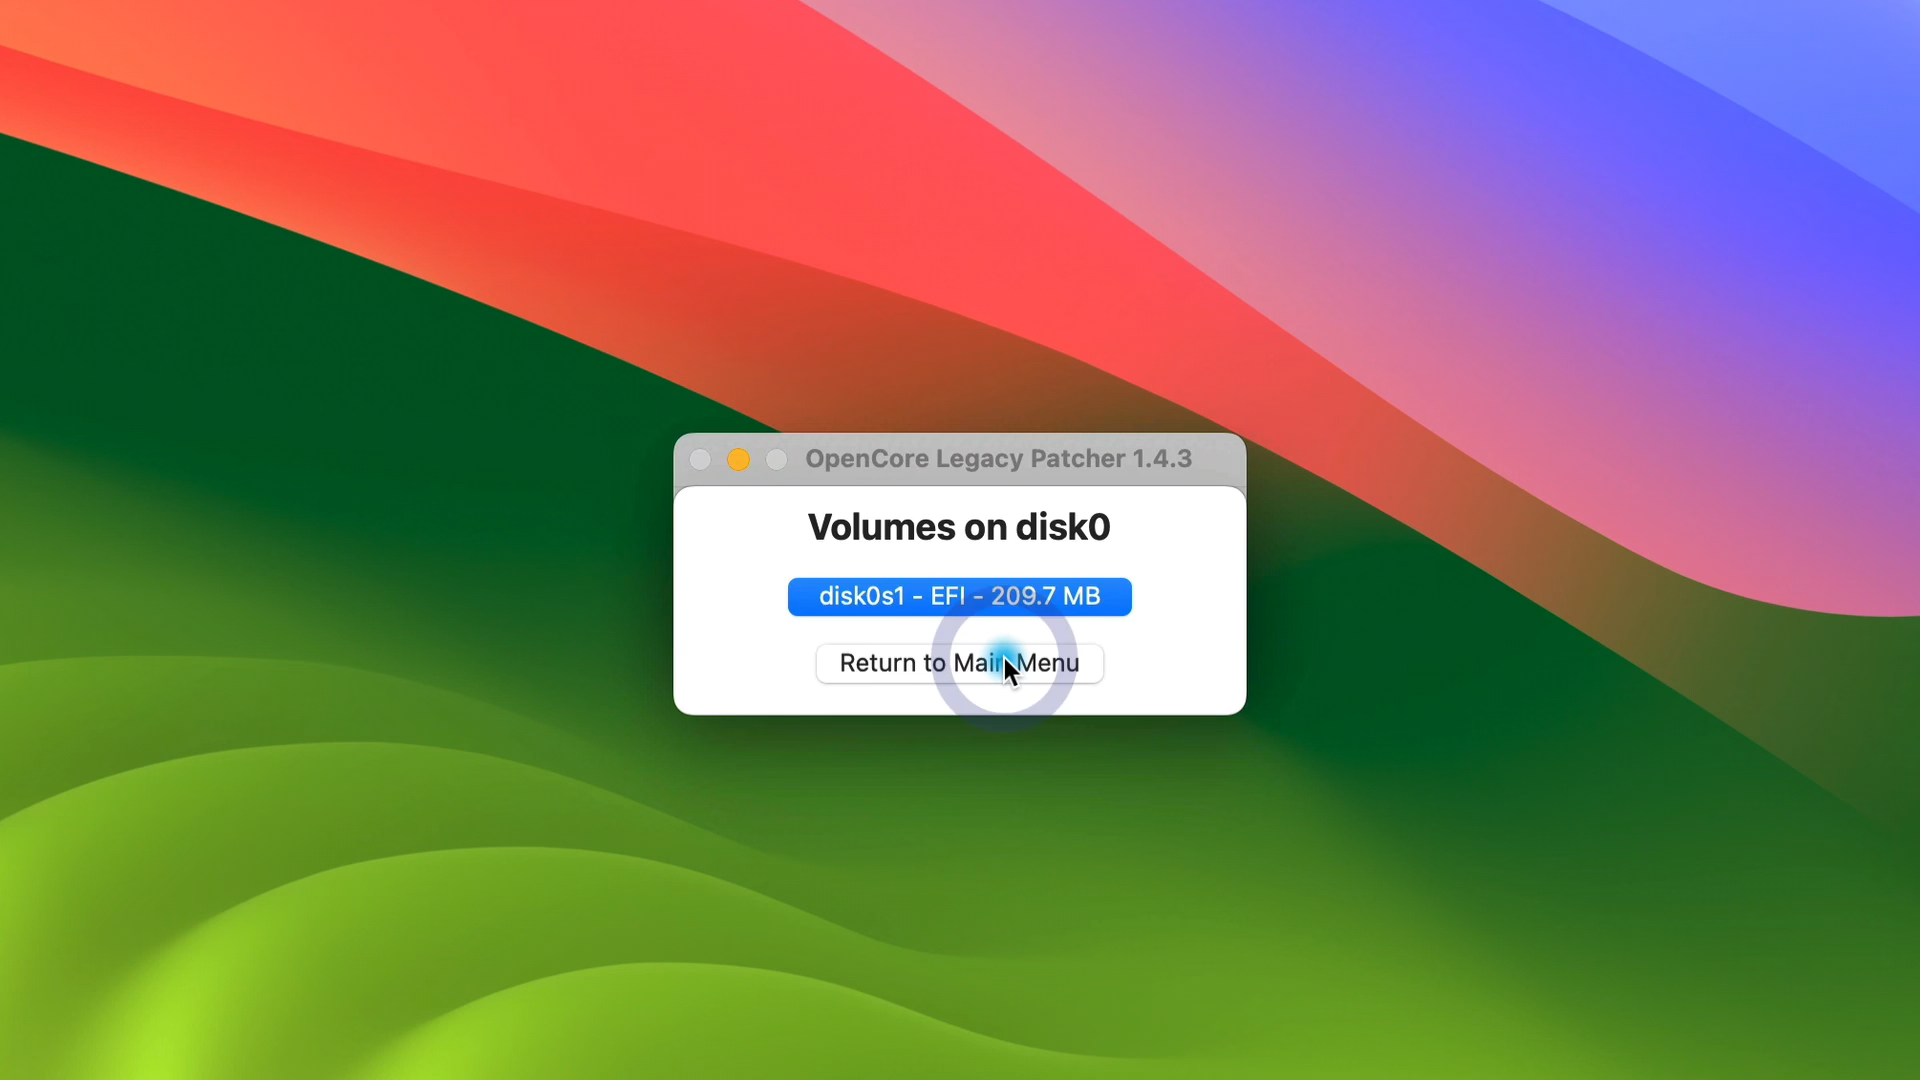 OpenCore Legacy Patcher 1.4.3
Volumes on disk0
disk0s1 - EFI - 209.7 MB
Return to Main Menu